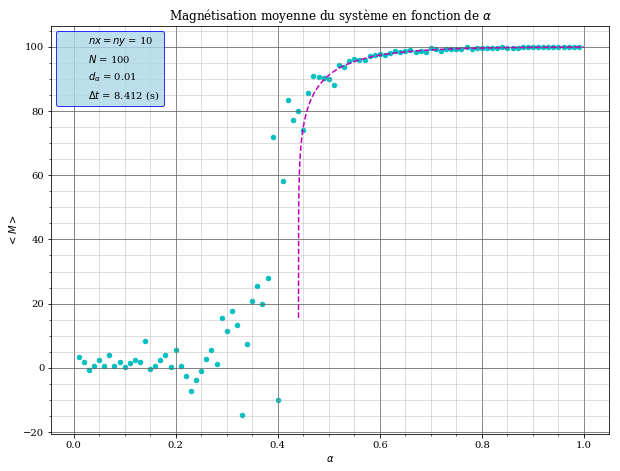 Magnétisation moyenne du système en fonction de α
nx = ny = 10
N = 100
d_α = 0.01
Δt = 8.412 (s)
100
80
60
40
20
0
−20
< M >
0.0 0.2 0.4 0.6 0.8 1.0
α